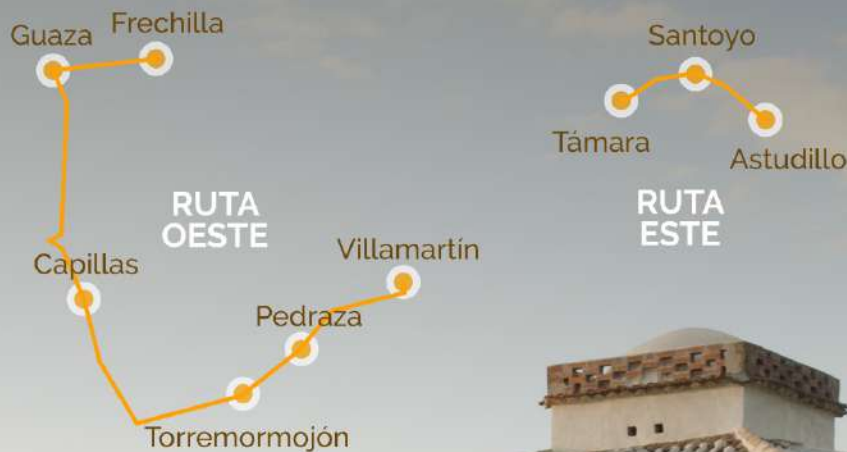 Guaza
Frechilla
RUTA
OESTE
Capillas
Villamartín
Pedraza
Torremormojón
Santoyo
Támara
Astudillo
RUTA
ESTE